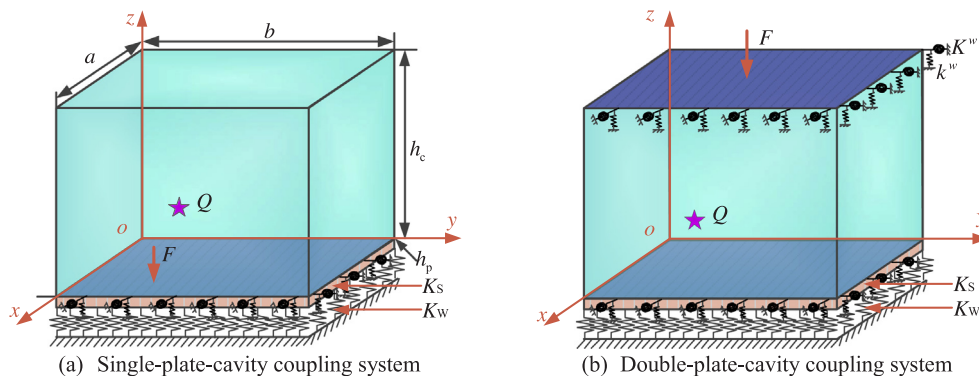 z
b
a
h_c
Q
o
y
F
h_p
K_S
x
K_W
(a) Single-plate-cavity coupling system
z
F
K^w
k^w
Q
o
y
K_S
x
K_W
(b) Double-plate-cavity coupling system